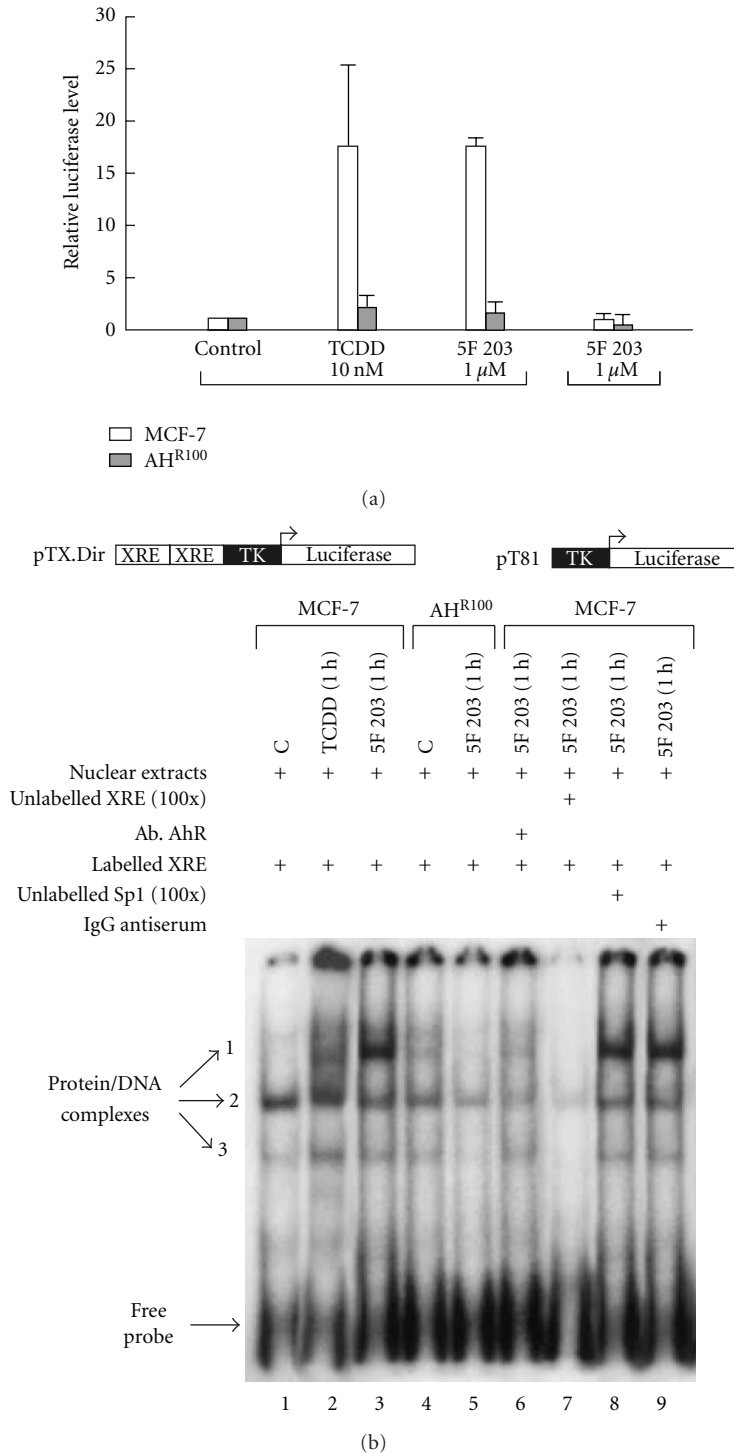 30
25
20
15
10
5
0
Relative luciferase level
Control
TCDD
10 nM
5F 203
1 µM
5F 203
1 µM
MCF-7
AH^R100
(a)
pTX.Dir XRE XRE TK Luciferase
pT81 TK Luciferase
MCF-7 AH^R100 MCF-7
C TCDD (1 h) 5F 203 (1 h) C 5F 203 (1 h) 5F 203 (1 h) 5F 203 (1 h) 5F 203 (1 h) 5F 203 (1 h)
Nuclear extracts + + + + + + + + +
Unlabelled XRE (100x) +
Ab. AhR +
Labelled XRE + + + + + + + + +
Unlabelled Sp1 (100x) +
IgG antiserum +
1
Protein/DNA
complexes
2
3
Free
probe
1 2 3 4 5 6 7 8 9
(b)